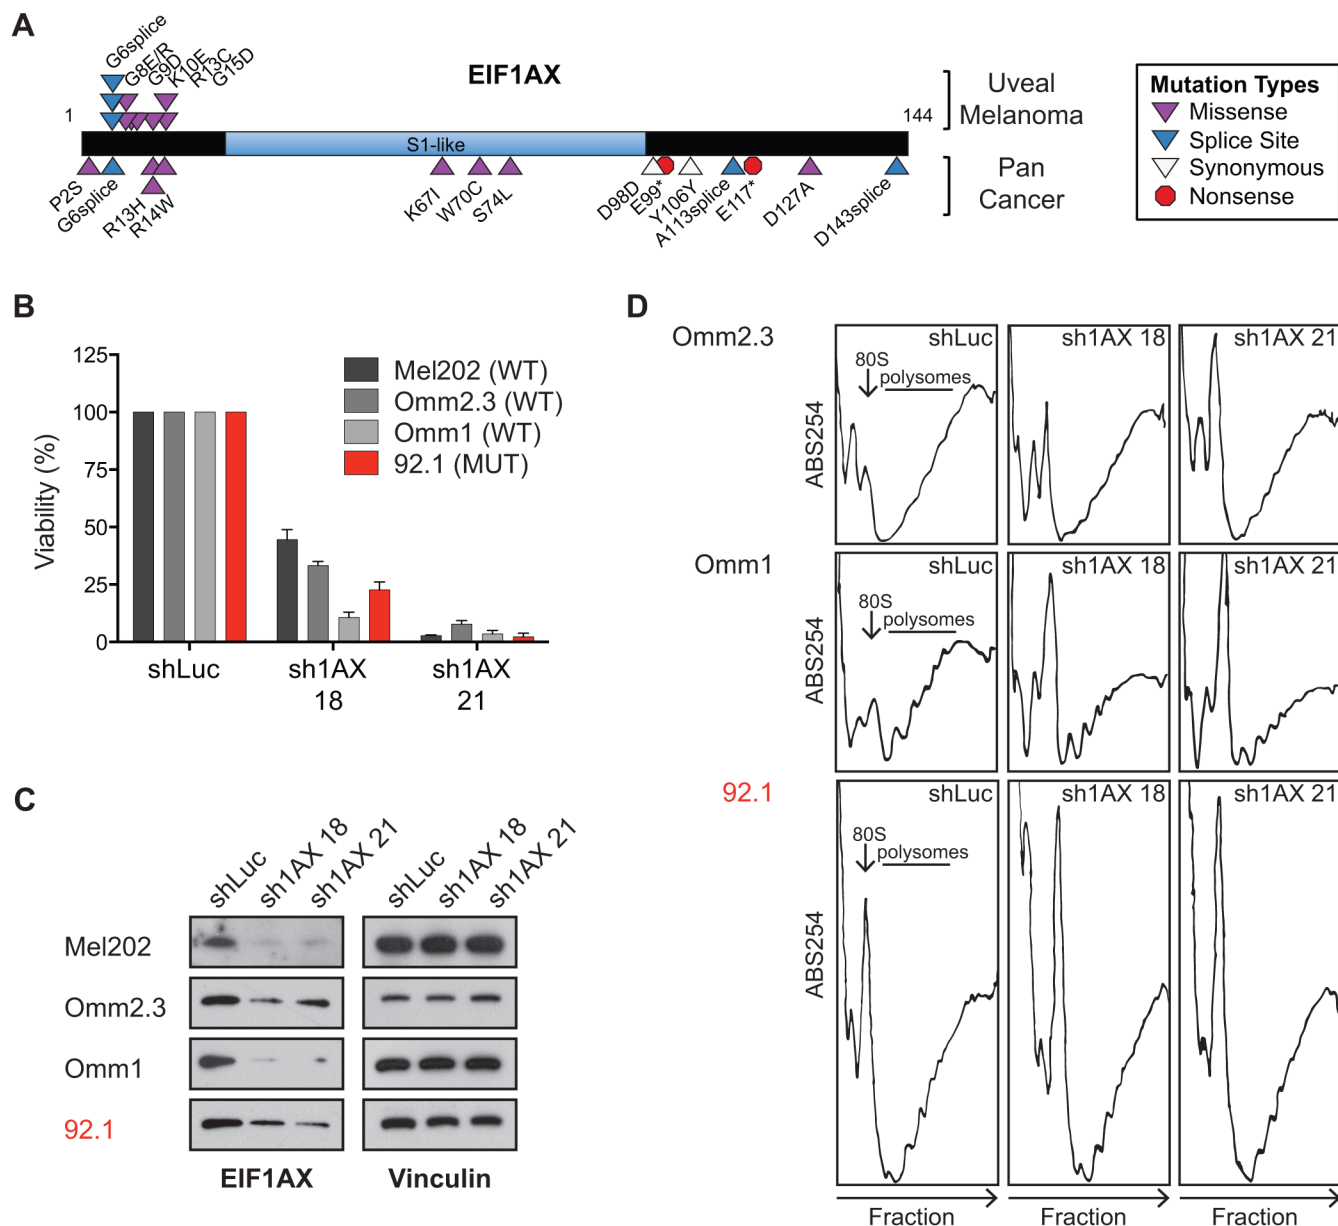 A
G6splice
G8E/R
G9D
K10E
R13C
G15D
EIF1AX
1
144
S1-like
Uveal
Melanoma
Pan
Cancer
P2S
G6splice
R13H
R14W
K67I
W70C
S74L
D98D
E99*
Y106Y
A113splice
E117*
D127A
D143splice
Mutation Types
Missense
Splice Site
Synonymous
Nonsense
B
Viability (%)
125
100
75
50
25
0
Mel202 (WT)
Omm2.3 (WT)
Omm1 (WT)
92.1 (MUT)
shLuc
sh1AX
18
sh1AX
21
C
shLuc
sh1AX 18
sh1AX 21
shLuc
sh1AX 18
sh1AX 21
Mel202
Omm2.3
Omm1
92.1
EIF1AX
Vinculin
D
Omm2.3
ABS254
shLuc
80S
polysomes
sh1AX 18
sh1AX 21
Omm1
ABS254
shLuc
80S
polysomes
sh1AX 18
sh1AX 21
92.1
ABS254
shLuc
80S
polysomes
sh1AX 18
sh1AX 21
Fraction
Fraction
Fraction